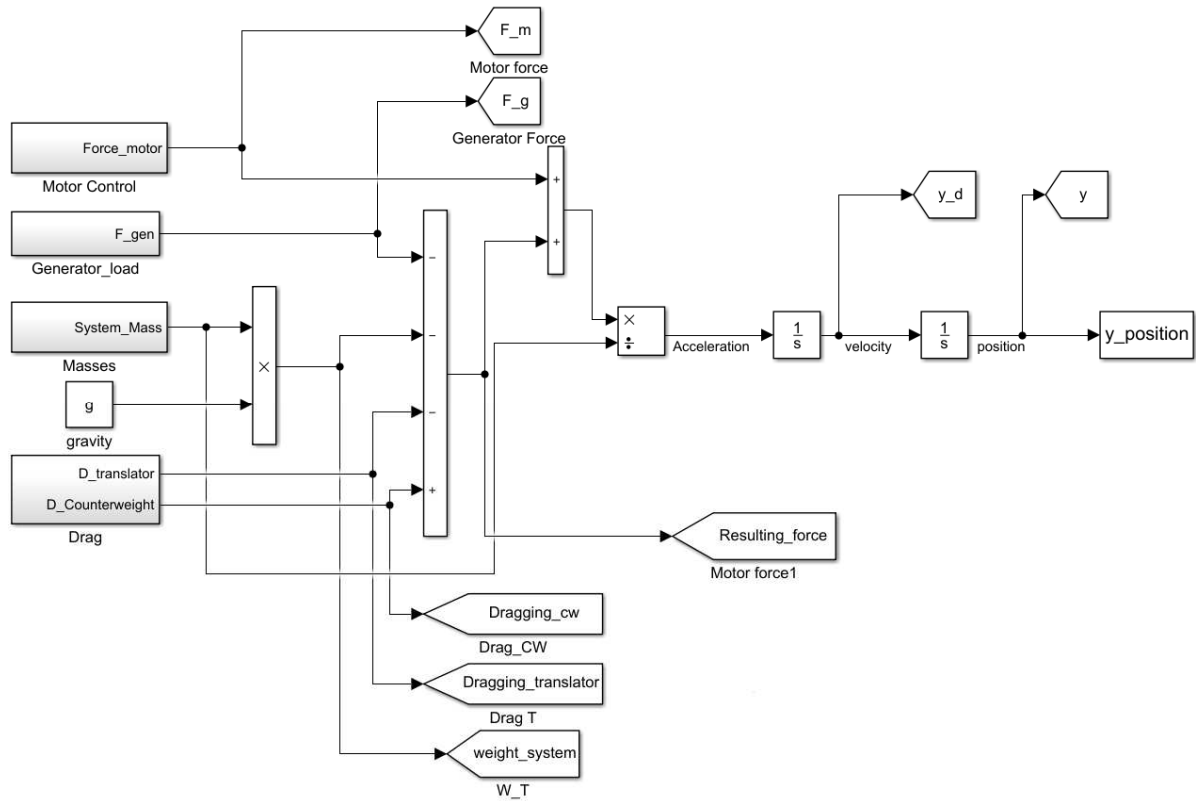 F_m
Motor force
F_g
Generator Force
Force_motor
Motor Control
+
+
y_d
y
F_gen
Generator_load
−
System_Mass
Masses
×
÷
−
Acceleration
1
s
velocity
1
s
position
y_position
×
g
gravity
−
D_translator
D_Counterweight
Drag
+
Resulting_force
Motor force1
Dragging_cw
Drag_CW
Dragging_translator
Drag T
weight_system
W_T